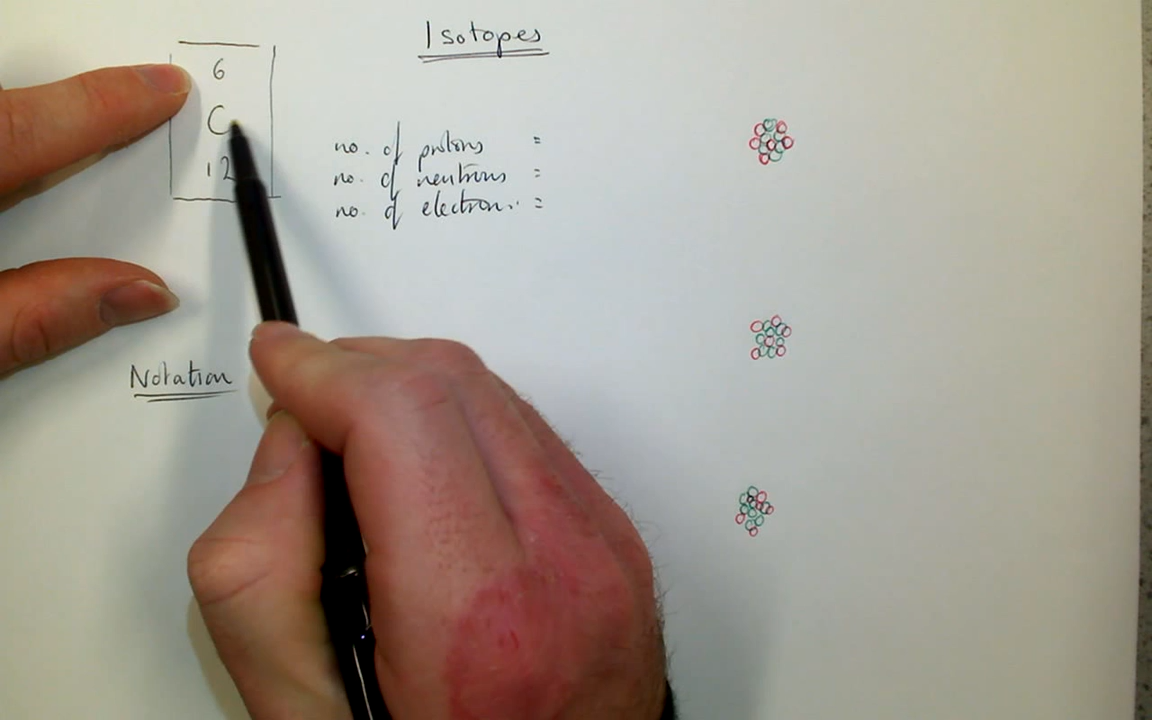 Isotopes
6
C
12
no. of protons =
no. of neutrons =
no. of electrons =
Notation